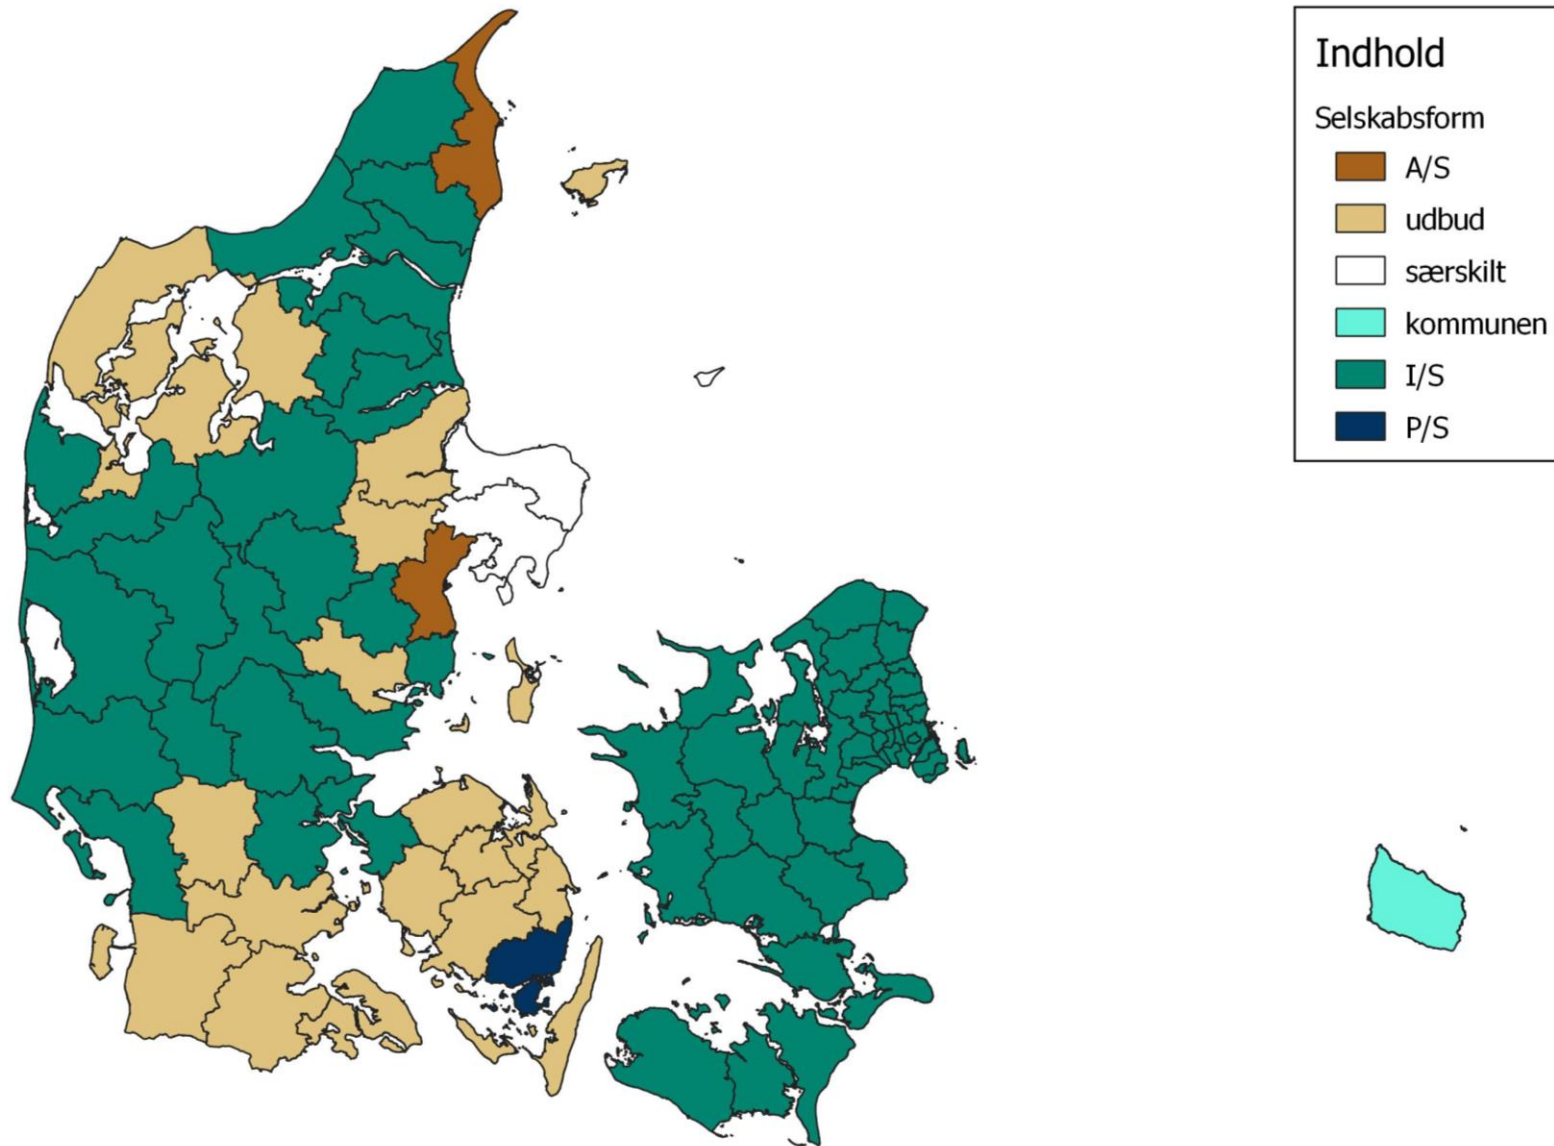 Indhold
Selskabsform
A/S
udbud
særskilt
kommunen
I/S
P/S